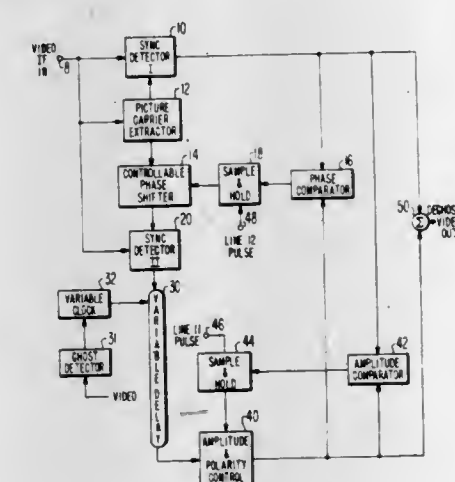 10
VIDEO
IF
IN
8
SYNC
DETECTOR
I
12
PICTURE
CARRIER
EXTRACTOR
14
CONTROLLABLE
PHASE
SHIFTER
18
SAMPLE
&
HOLD
16
PHASE
COMPARATOR
48
LINE 12
PULSE
50
Σ
VIDEO
OUT
20
SYNC
DETECTOR
II
32
VARIABLE
CLOCK
30
VARIABLE DELAY
31
GHOST
DETECTOR
VIDEO
LINE 11
PULSE
46
44
SAMPLE
&
HOLD
42
AMPLITUDE
COMPARATOR
40
AMPLITUDE
&
POLARITY
CONTROL